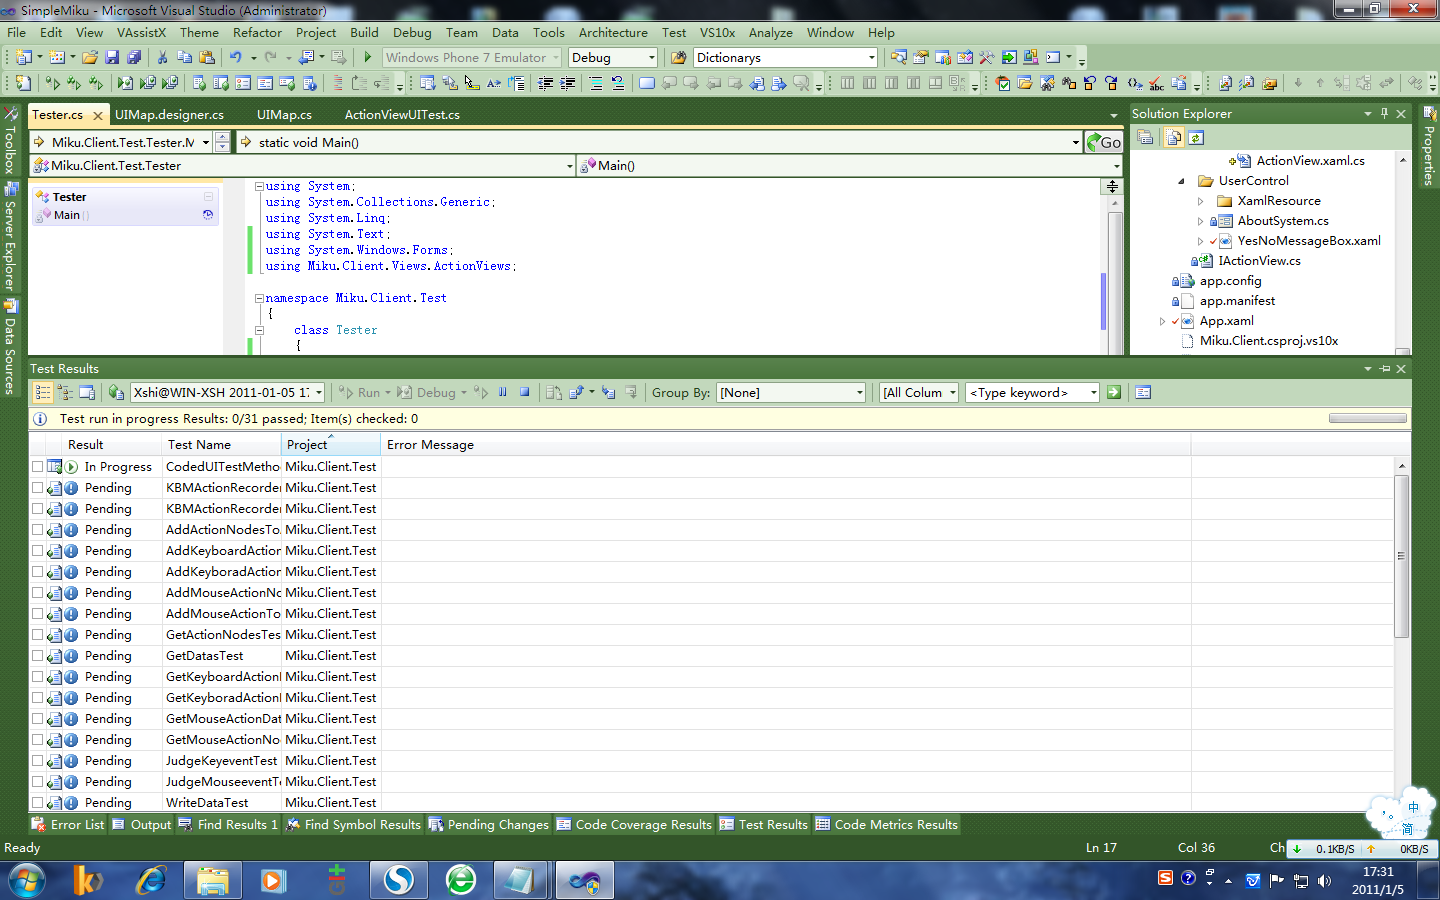 SimpleMiku - Microsoft Visual Studio (Administrator)
File Edit View VAssistX Theme Refactor Project Build Debug Team Data Tools Architecture Test VS10x Analyze Window Help
Windows Phone 7 Emulator Debug Dictionarys
Tester.cs UIMap.designer.cs UIMap.cs ActionViewUITest.cs
Miku.Client.Test.Tester.M static void Main() Go
Miku.Client.Test.Tester Main()
Tester
Main ()
using System;
using System.Collections.Generic;
using System.Linq;
using System.Text;
using System.Windows.Forms;
using Miku.Client.Views.ActionViews;
namespace Miku.Client.Test
{
class Tester
{
Toolbox
Server Explorer
Data Sources
Solution Explorer
ActionView.xaml.cs
UserControl
XamlResource
AboutSystem.cs
YesNoMessageBox.xaml
IActionView.cs
app.config
app.manifest
App.xaml
Miku.Client.csproj.vs10x
Properties
Test Results
Xshi@WIN-XSH 2011-01-05 17 Run Debug Group By: [None] [All Colum <Type keyword>
Test run in progress Results: 0/31 passed; Item(s) checked: 0
Result Test Name Project Error Message
In Progress CodedUITestMetho Miku.Client.Test
Pending KBMActionRecorder Miku.Client.Test
Pending KBMActionRecorder Miku.Client.Test
Pending AddActionNodesTo Miku.Client.Test
Pending AddKeyboardAction Miku.Client.Test
Pending AddKeyboradAction Miku.Client.Test
Pending AddMouseActionNo Miku.Client.Test
Pending AddMouseActionTo Miku.Client.Test
Pending GetActionNodesTes Miku.Client.Test
Pending GetDatasTest Miku.Client.Test
Pending GetKeyboardAction Miku.Client.Test
Pending GetKeyboradAction Miku.Client.Test
Pending GetMouseActionDat Miku.Client.Test
Pending GetMouseActionNo Miku.Client.Test
Pending JudgeKeyeventTest Miku.Client.Test
Pending JudgeMouseeventT Miku.Client.Test
Pending WriteDataTest Miku.Client.Test
Error List Output Find Results 1 Find Symbol Results Pending Changes Code Coverage Results Test Results Code Metrics Results
中
简
Ready Ln 17 Col 36 Ch 0.1KB/S 0KB/S
17:31
2011/1/5